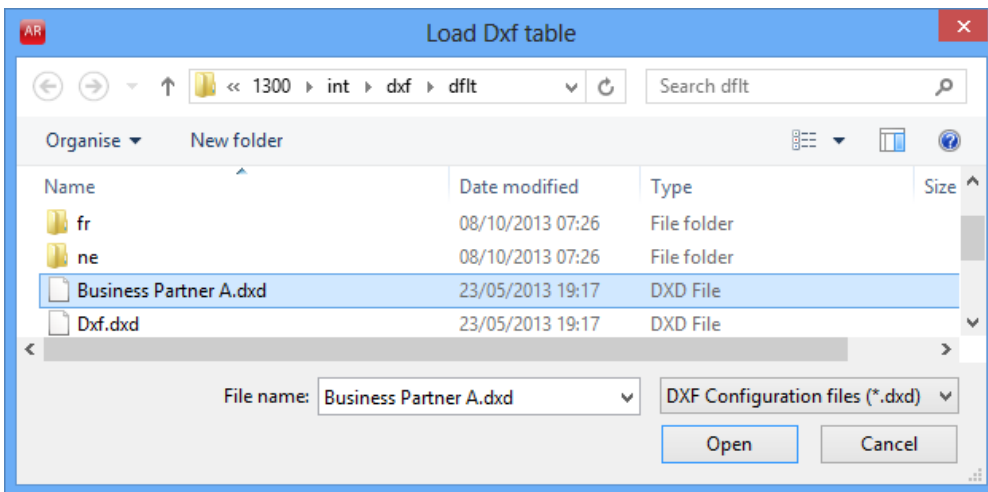 AR Load Dxf table ×
« 1300 int dxf dflt Search dflt
Organise New folder
Name Date modified Type Size
fr 08/10/2013 07:26 File folder
ne 08/10/2013 07:26 File folder
Business Partner A.dxd 23/05/2013 19:17 DXD File
Dxf.dxd 23/05/2013 19:17 DXD File
File name: Business Partner A.dxd DXF Configuration files (*.dxd)
Open Cancel